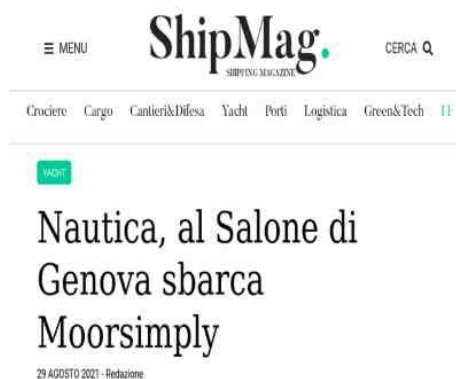 ≡ MENU
ShipMag.
SHIPPING MAGAZINE
CERCA
Crociere Cargo Cantieri&Difesa Yacht Porti Logistica Green&Tech
YACHT
Nautica, al Salone di
Genova sbarca
Moorsimply
29 AGOSTO 2021 - Redazione